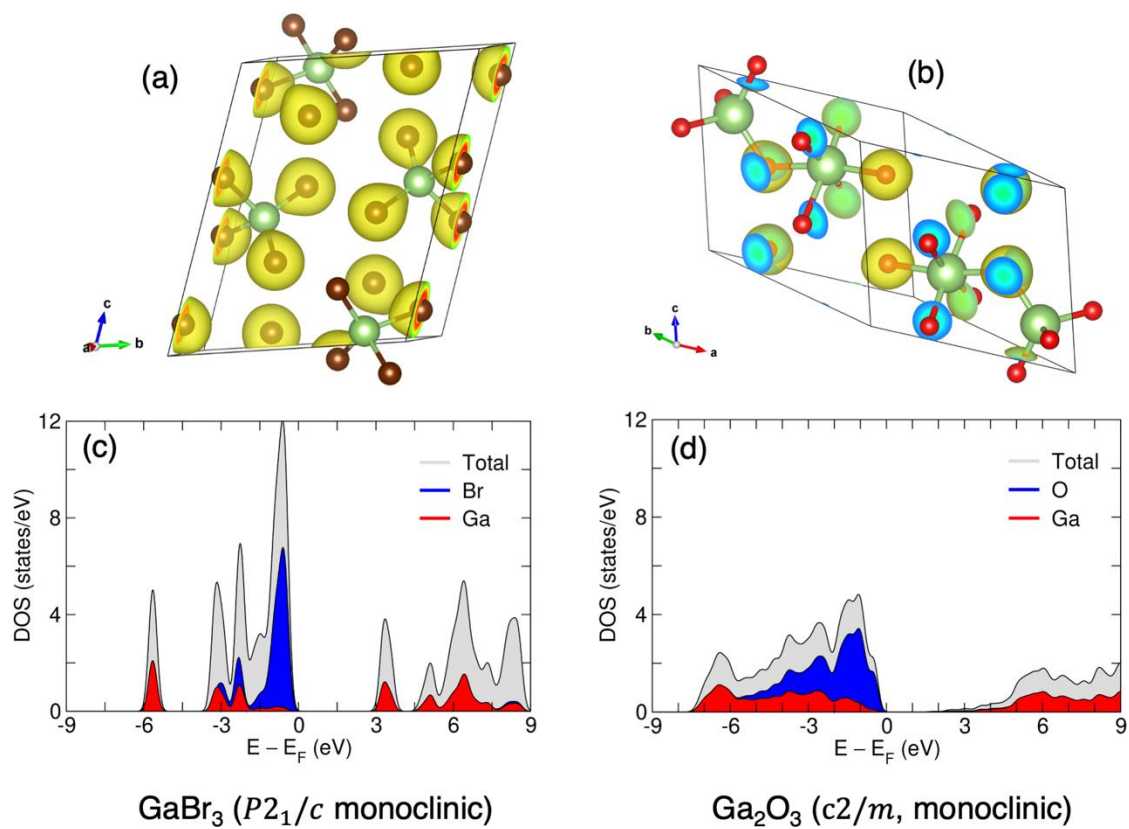 (a)
(b)
c
a b
b c a
(c)
Total
Br
Ga
12
8
4
0
DOS (states/eV)
-9 -6 -3 0 3 6 9
E − E_F (eV)
(d)
Total
O
Ga
12
8
4
0
DOS (states/eV)
-9 -6 -3 0 3 6 9
E − E_F (eV)
GaBr₃ (P2₁/c monoclinic)
Ga₂O₃ (c2/m, monoclinic)